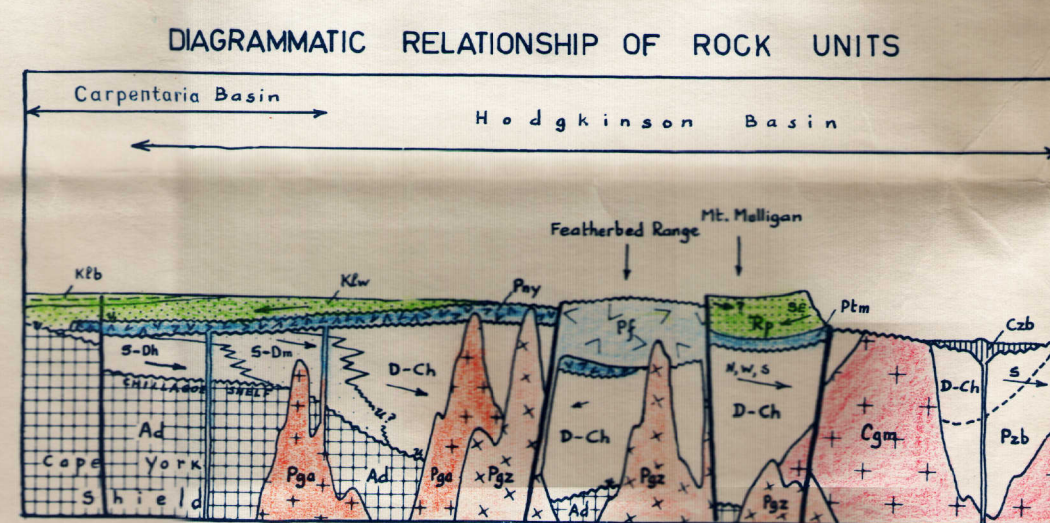 DIAGRAMMATIC RELATIONSHIP OF ROCK UNITS
Carpentaria Basin
Hodgkinson Basin
Featherbed Range
Mt. Mulligan
Klb
Klw
Pny
Ptm
Czb
Pf
?
Rp
S-Dh
S-Dm
D-Ch
N, W, S
D-Ch
D-Ch
D-Ch
S
CHILLAGOE SHELF
u?
Ad
Cape York
Shield
Pga
Ad
Pga
Pgz
Ad
Pgz
Pgz
Cgm
Pzb